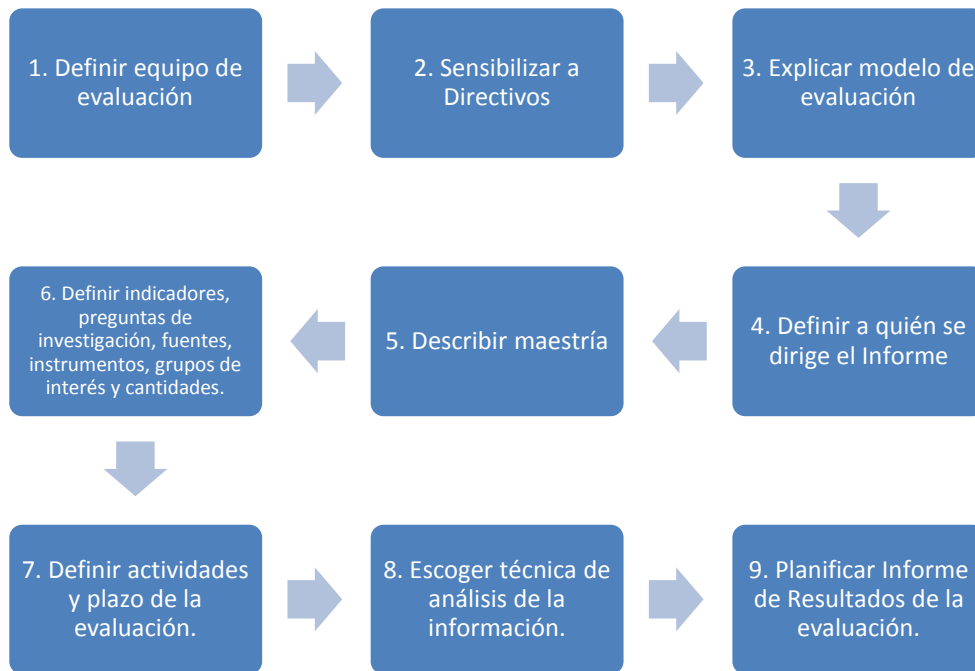 1. Definir equipo de
evaluación
2. Sensibilizar a
Directivos
3. Explicar modelo de
evaluación
4. Definir a quién se
dirige el Informe
5. Describir maestría
6. Definir indicadores,
preguntas de
investigación, fuentes,
instrumentos, grupos de
interés y cantidades.
7. Definir actividades
y plazo de la
evaluación.
8. Escoger técnica de
análisis de la
información.
9. Planificar Informe
de Resultados de la
evaluación.